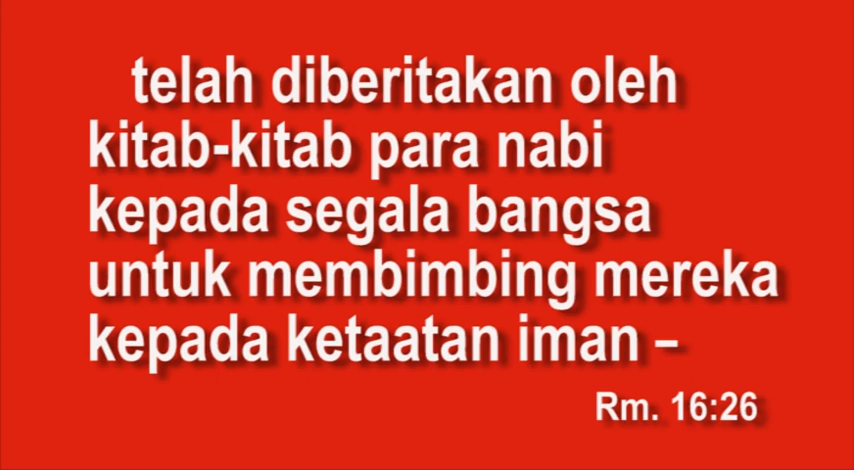 telah diberitakan oleh
kitab-kitab para nabi
kepada segala bangsa
untuk membimbing mereka
kepada ketaatan iman –
Rm. 16:26